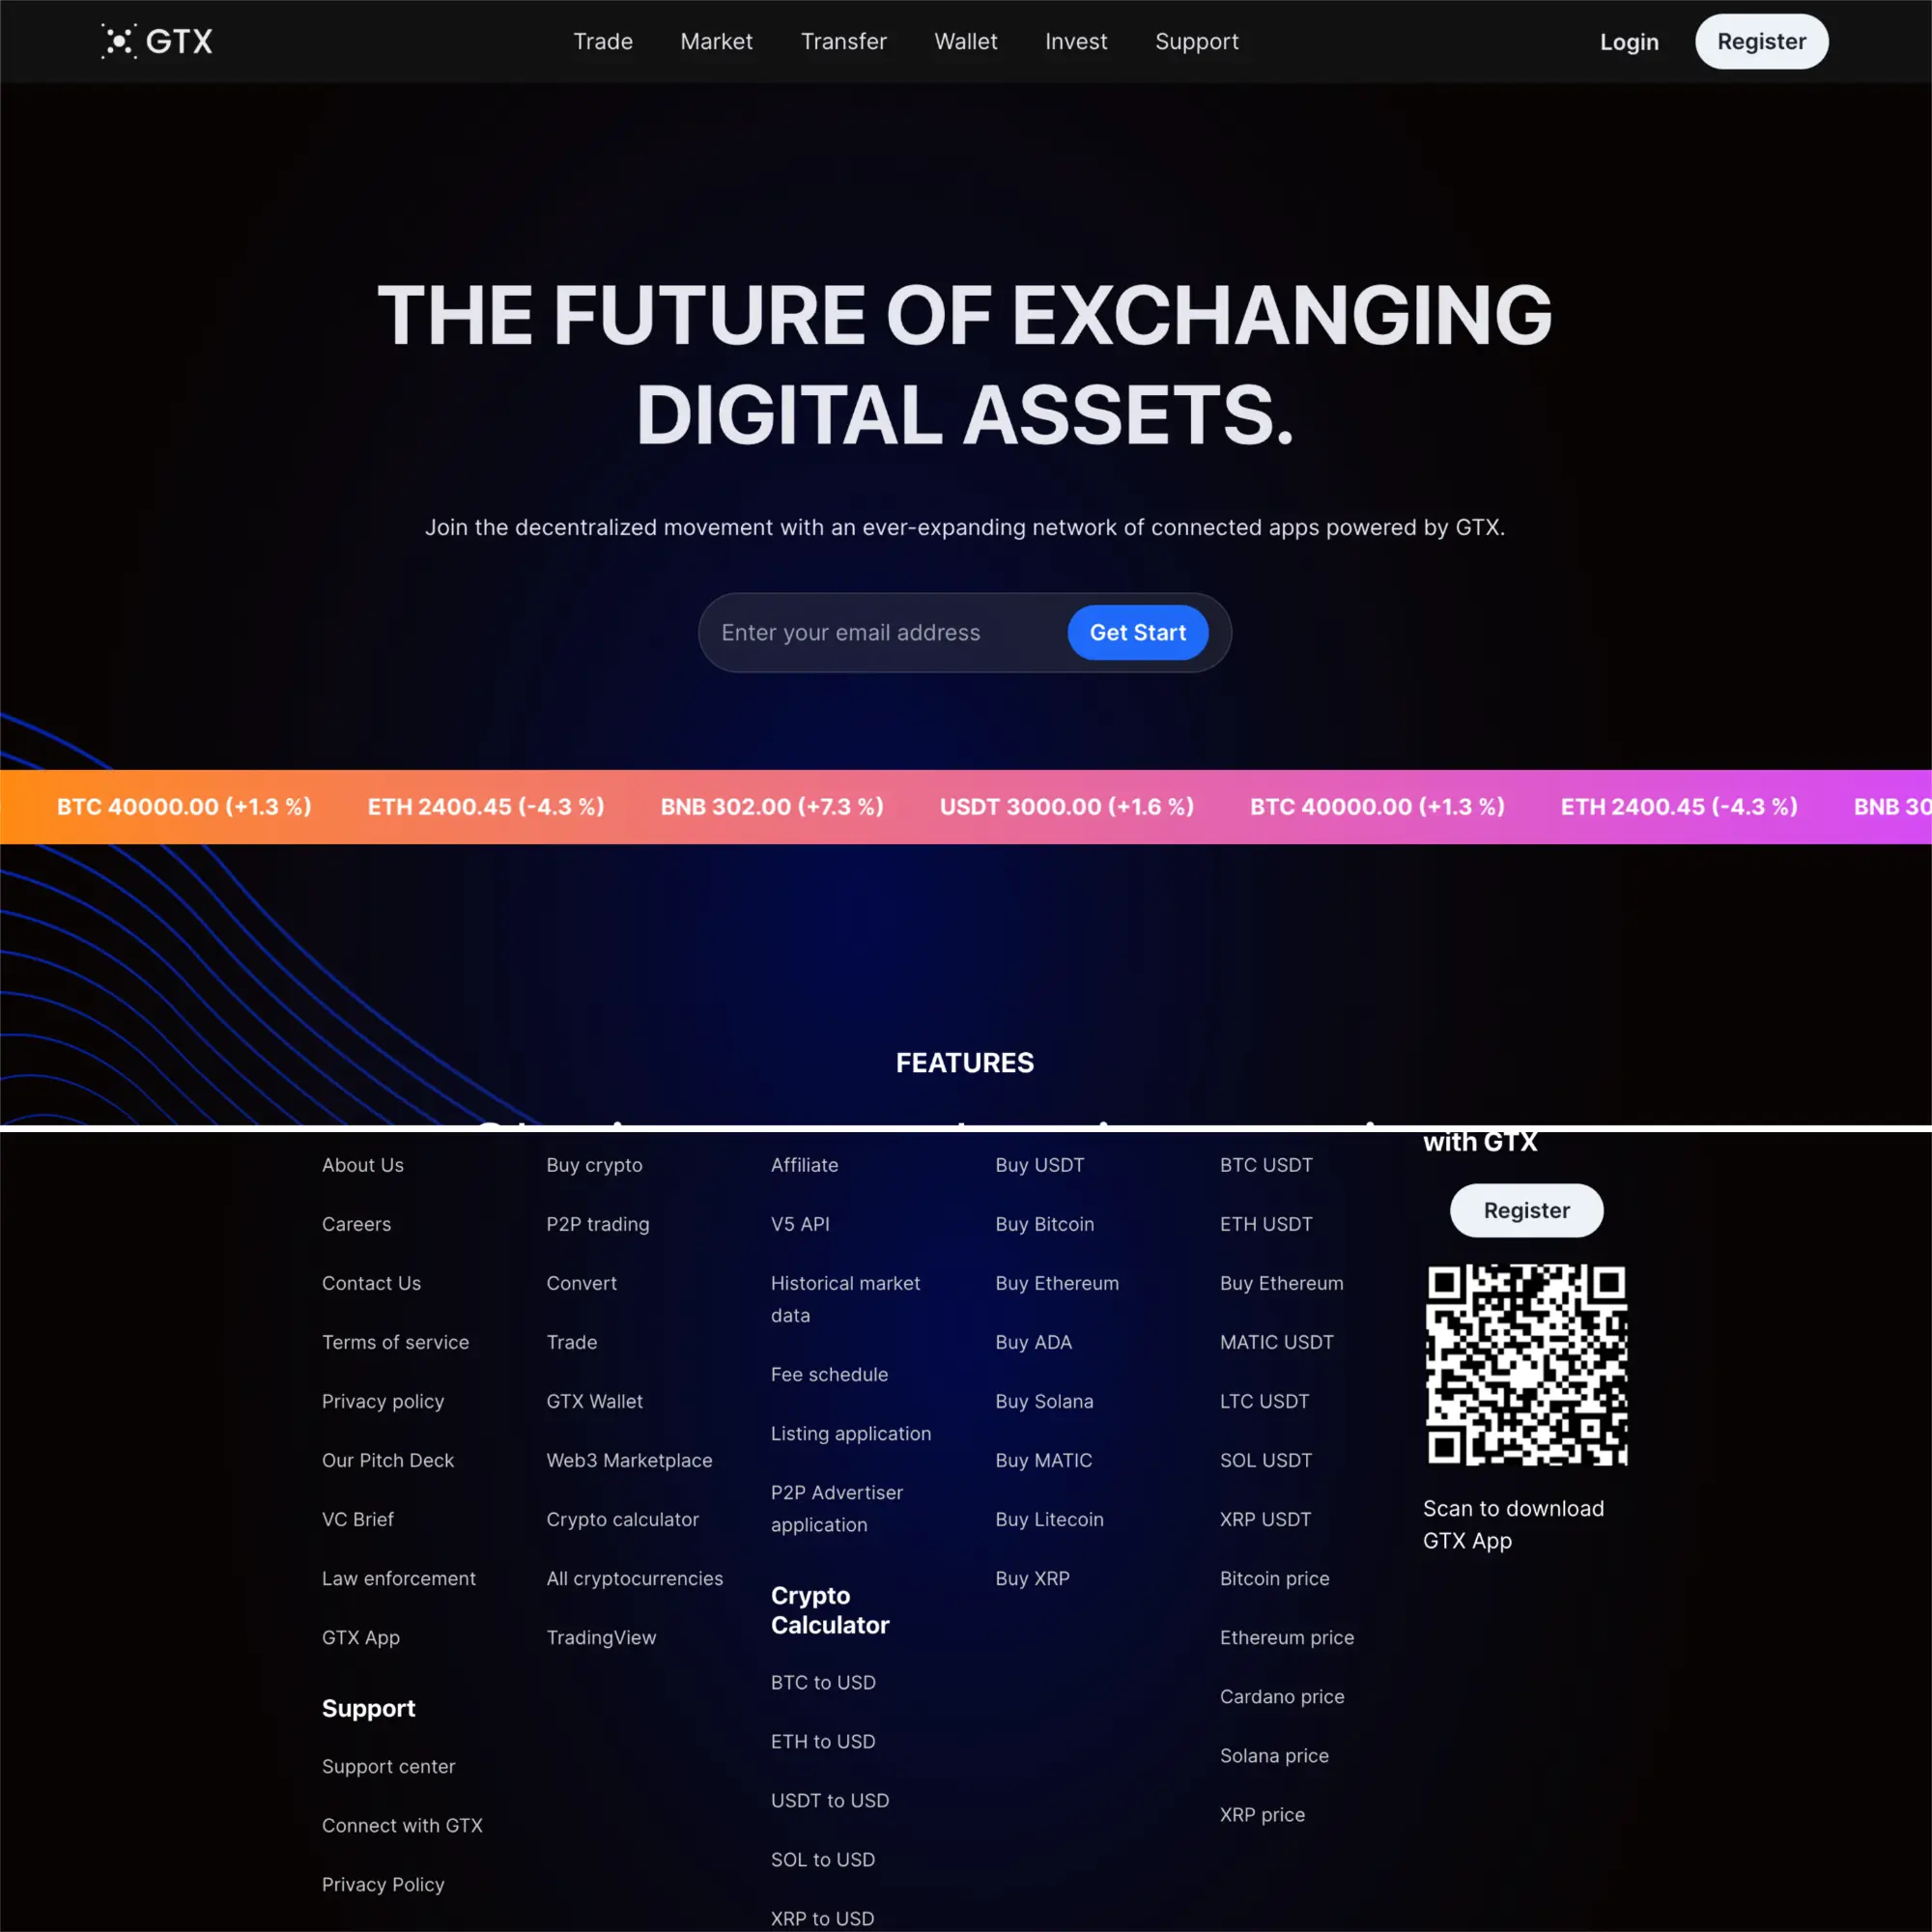 GTX
Trade Market Transfer Wallet Invest Support
Login Register
THE FUTURE OF EXCHANGING
DIGITAL ASSETS.
Join the decentralized movement with an ever-expanding network of connected apps powered by GTX.
Enter your email address Get Start
BTC 40000.00 (+1.3 %) ETH 2400.45 (-4.3 %) BNB 302.00 (+7.3 %) USDT 3000.00 (+1.6 %) BTC 40000.00 (+1.3 %) ETH 2400.45 (-4.3 %) BNB 30
FEATURES
About Us
Careers
Contact Us
Terms of service
Privacy policy
Our Pitch Deck
VC Brief
Law enforcement
GTX App
Support
Support center
Connect with GTX
Privacy Policy
Buy crypto
P2P trading
Convert
Trade
GTX Wallet
Web3 Marketplace
Crypto calculator
All cryptocurrencies
TradingView
Affiliate
V5 API
Historical market
data
Fee schedule
Listing application
P2P Advertiser
application
Crypto
Calculator
BTC to USD
ETH to USD
USDT to USD
SOL to USD
XRP to USD
Buy USDT
Buy Bitcoin
Buy Ethereum
Buy ADA
Buy Solana
Buy MATIC
Buy Litecoin
Buy XRP
BTC USDT
ETH USDT
Buy Ethereum
MATIC USDT
LTC USDT
SOL USDT
XRP USDT
Bitcoin price
Ethereum price
Cardano price
Solana price
XRP price
with GTX
Register
Scan to download
GTX App